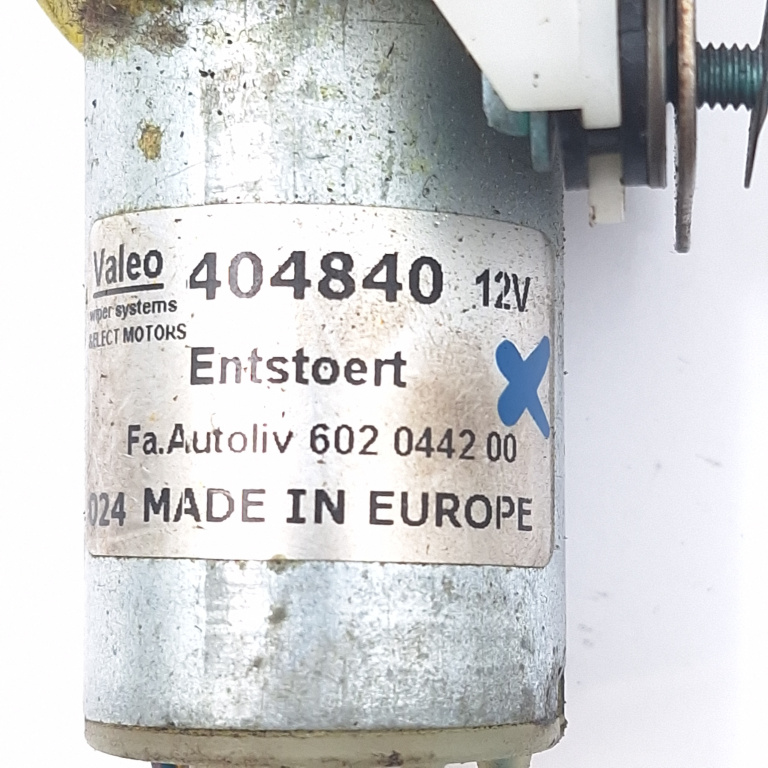 Valeo 404840 12V
wiper systems
SELECT MOTORS
Entstoert
Fa.Autoliv 602 0442 00
024 MADE IN EUROPE